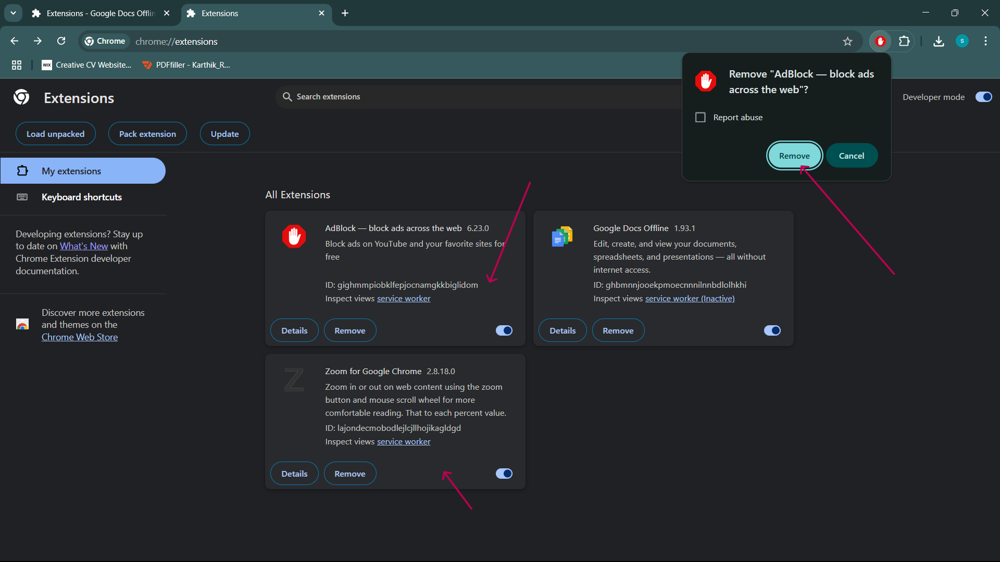 Extensions - Google Docs Offlin
Extensions
Chrome
chrome://extensions
S
WIX
Creative CV Website...
PDFfiller - Karthik_R...
Extensions
Search extensions
Remove "AdBlock — block ads
across the web"?
Report abuse
Remove
Cancel
Developer mode
Load unpacked
Pack extension
Update
My extensions
Keyboard shortcuts
Developing extensions? Stay up
to date on What's New with
Chrome Extension developer
documentation.
Discover more extensions
and themes on the
Chrome Web Store
All Extensions
AdBlock — block ads across the web 6.23.0
Block ads on YouTube and your favorite sites for
free
ID: gighmmpiobklfepjocnamgkkbiglidom
Inspect views service worker
Details
Remove
Google Docs Offline 1.93.1
Edit, create, and view your documents,
spreadsheets, and presentations — all without
internet access.
ID: ghbmnnjooekpmoecnnnilnnbdlolhkhi
Inspect views service worker (Inactive)
Details
Remove
Z
Zoom for Google Chrome 2.8.18.0
Zoom in or out on web content using the zoom
button and mouse scroll wheel for more
comfortable reading. That to each percent value.
ID: lajondecmobodlejlcjllhojikagldgd
Inspect views service worker
Details
Remove